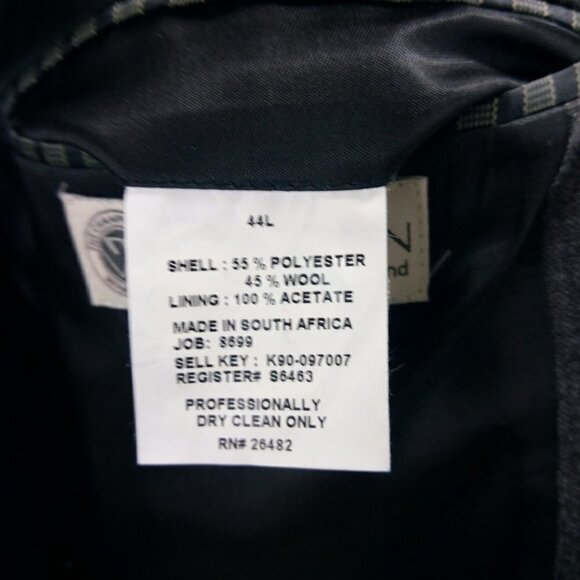 44L
SHELL : 55 % POLYESTER
45 % WOOL
LINING : 100 % ACETATE
MADE IN SOUTH AFRICA
JOB: 8699
SELL KEY : K90-097007
REGISTER# S6463
PROFESSIONALLY
DRY CLEAN ONLY
RN# 26482